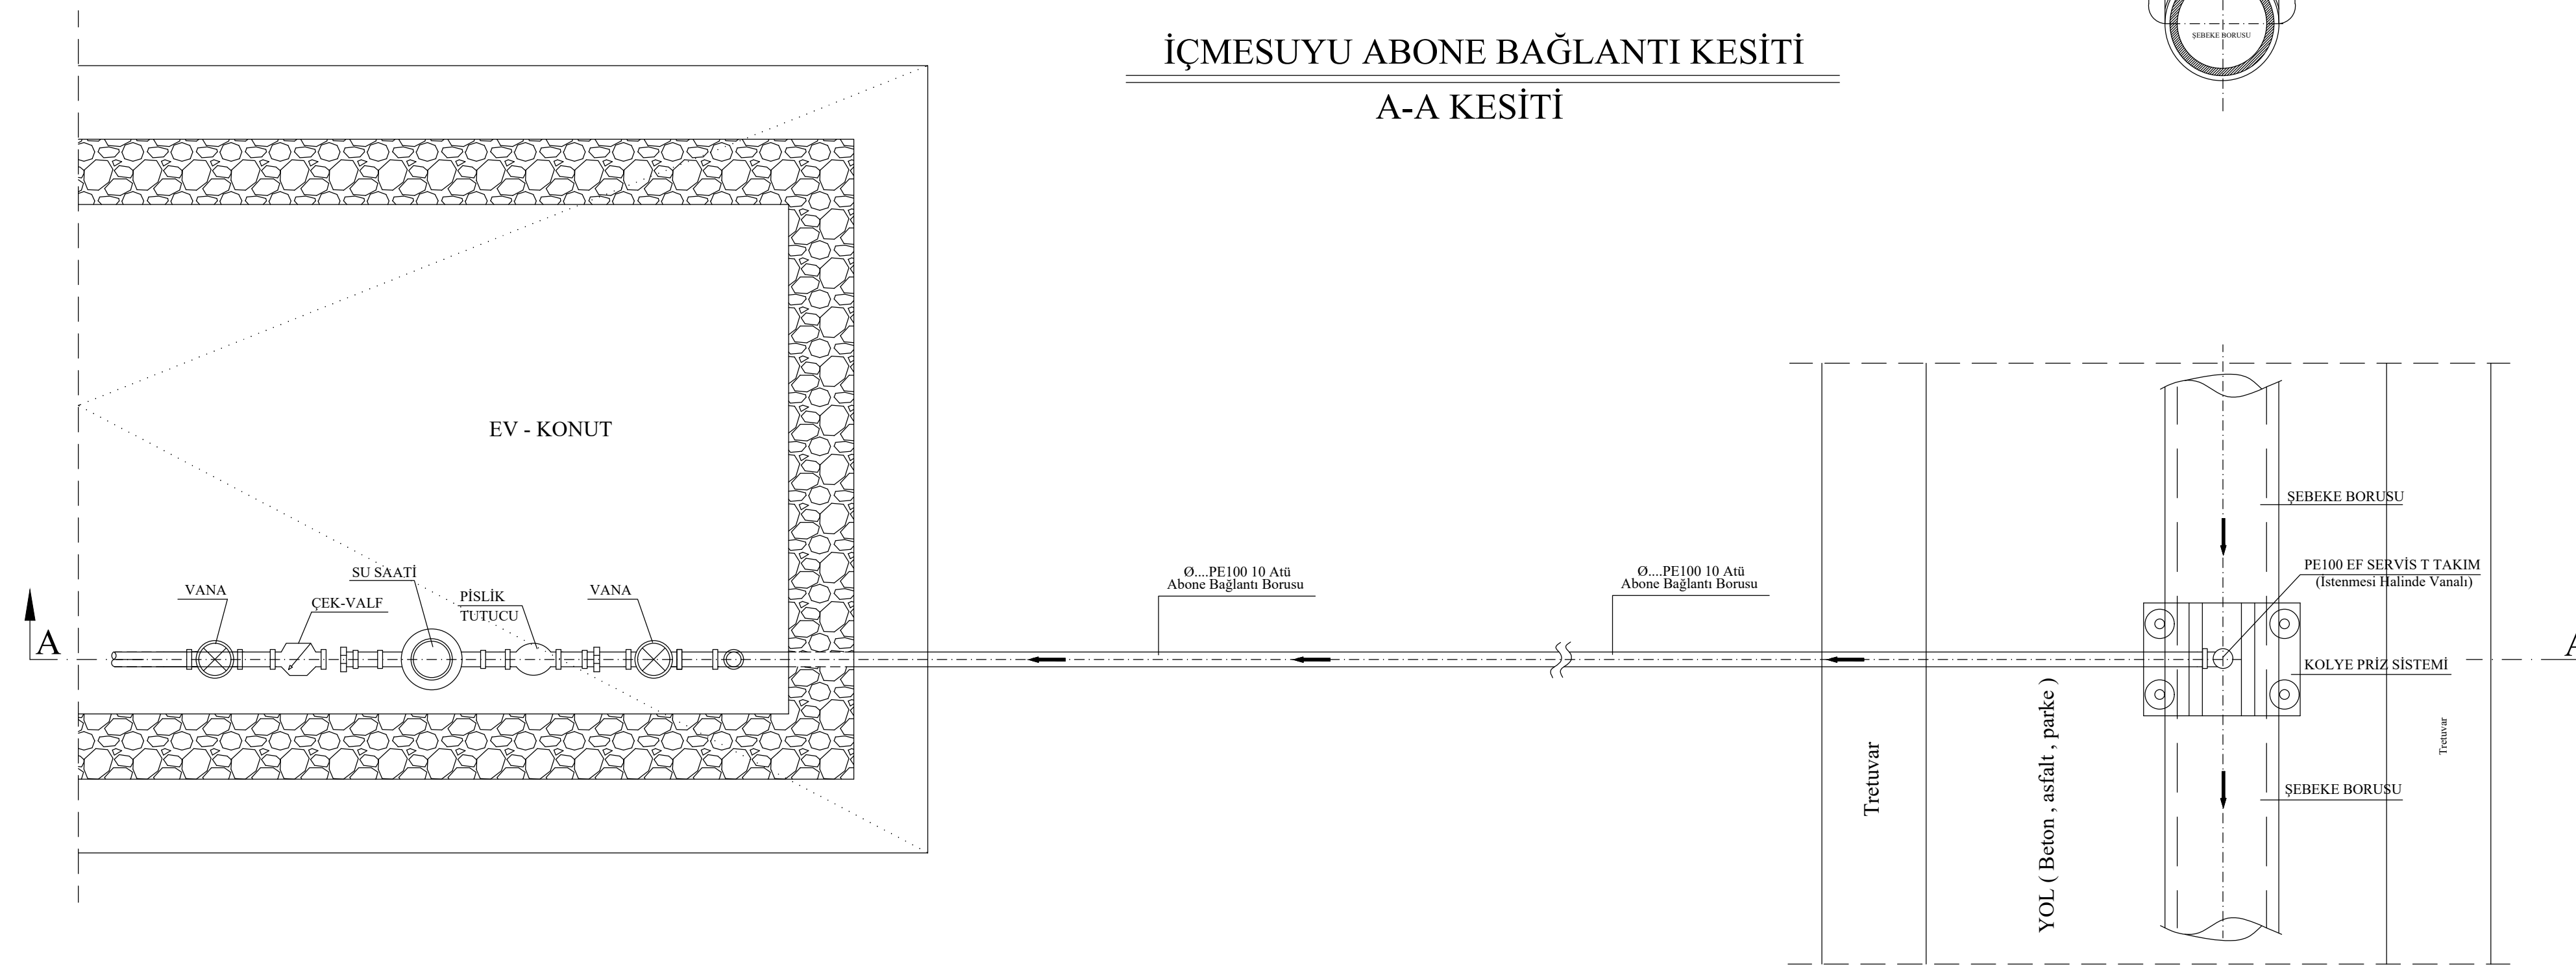 İÇMESUYU ABONE BAĞLANTI KESİTİ
A-A KESİTİ
ŞEBEKE BORUSU
EV - KONUT
VANA
ÇEK-VALF
SU SAATİ
PİSLİK
TUTUCU
VANA
Ø....PE100 10 Atü
Abone Bağlantı Borusu
Ø....PE100 10 Atü
Abone Bağlantı Borusu
ŞEBEKE BORUSU
PE100 EF SERVİS T TAKIM
(İstenmesi Halinde Vanalı)
KOLYE PRİZ SİSTEMİ
ŞEBEKE BORUSU
Tretuvar
YOL ( Beton , asfalt , parke )
Tretuvar
A
A